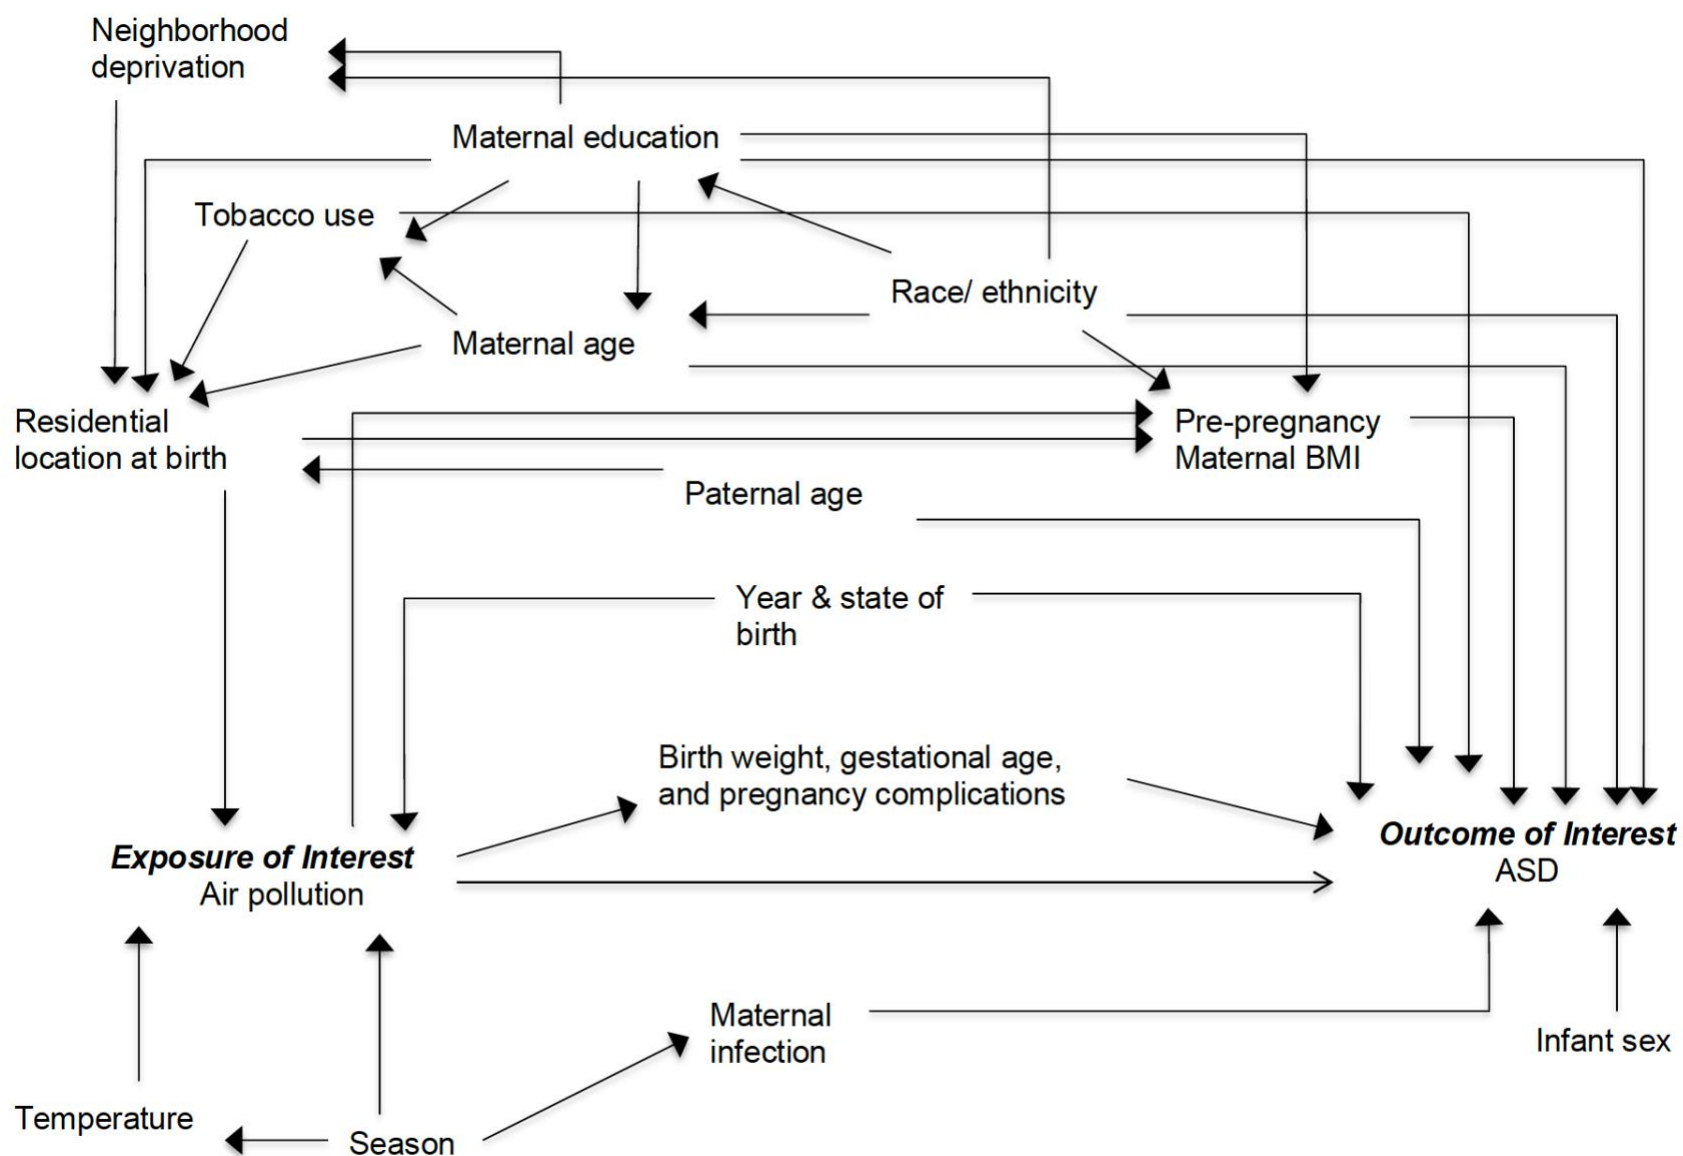 Neighborhood
deprivation
Maternal education
Tobacco use
Race/ ethnicity
Maternal age
Residential
location at birth
Pre-pregnancy
Maternal BMI
Paternal age
Year & state of
birth
Birth weight, gestational age,
and pregnancy complications
Exposure of Interest
Air pollution
Outcome of Interest
ASD
Maternal
infection
Infant sex
Temperature
Season